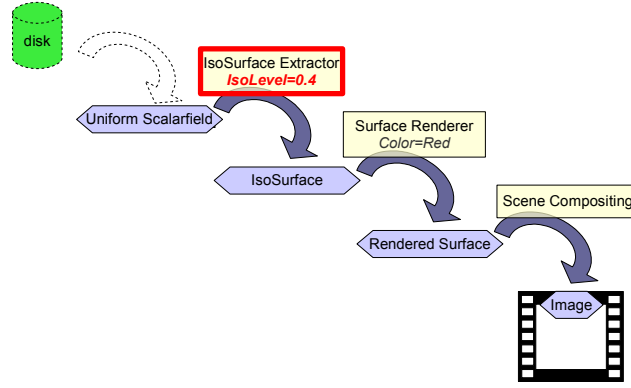 disk
IsoSurface Extractor
IsoLevel=0.4
Uniform Scalarfield
Surface Renderer
Color=Red
IsoSurface
Scene Compositing
Rendered Surface
Image